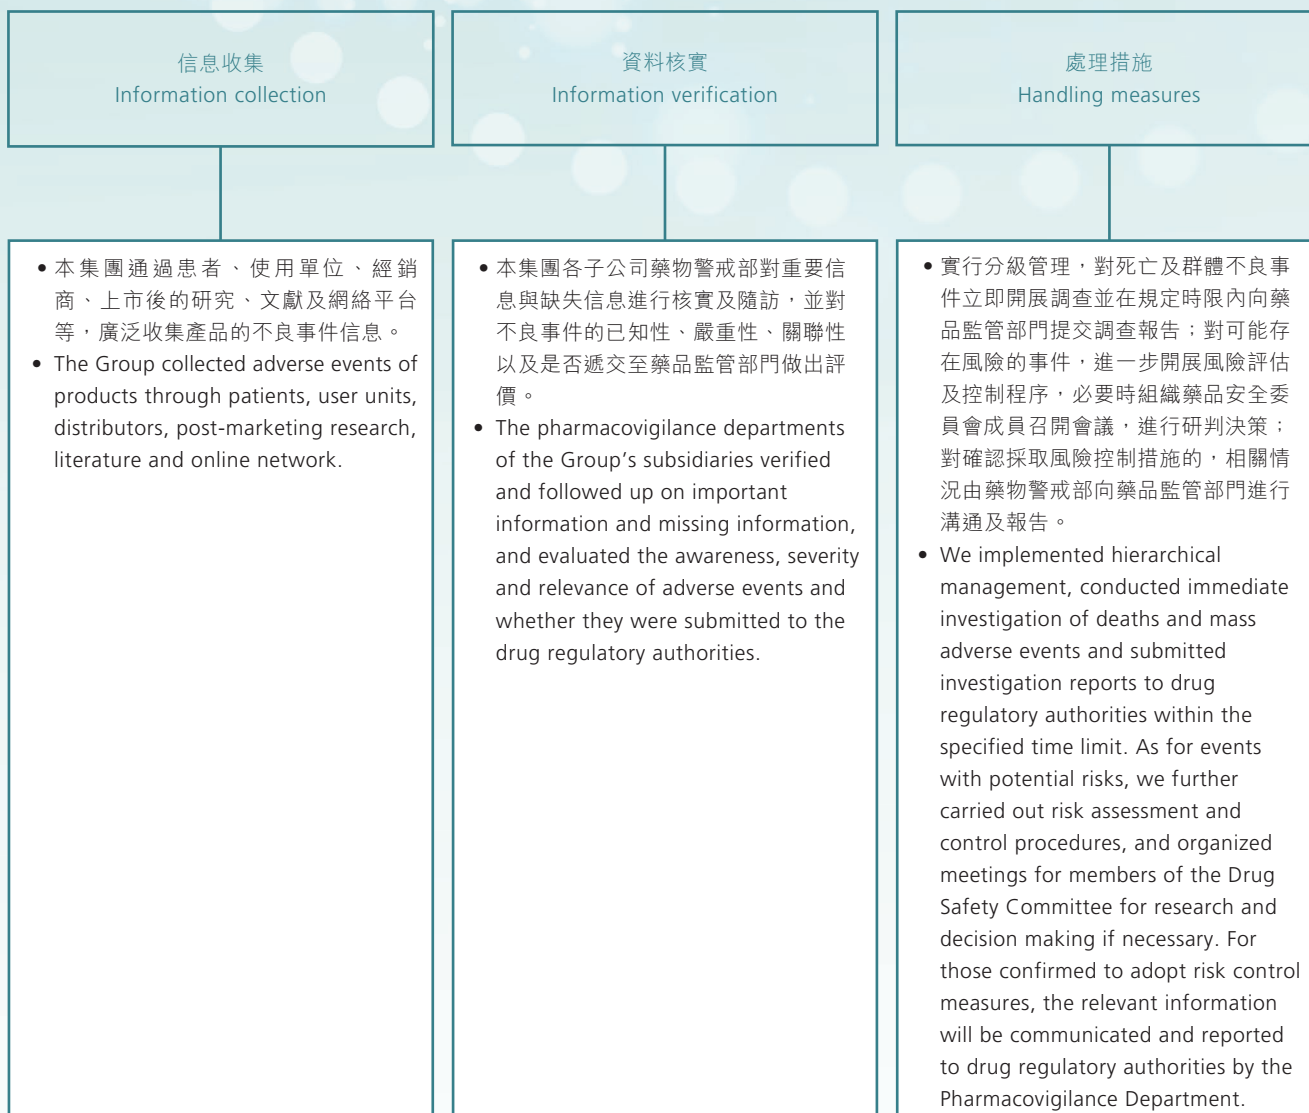 信息收集
Information collection
• 本集團通過患者、使用單位、經銷
商、上市後的研究、文獻及網絡平台
等，廣泛收集產品的不良事件信息。
• The Group collected adverse events of
products through patients, user units,
distributors, post-marketing research,
literature and online network.
資料核實
Information verification
• 本集團各子公司藥物警戒部對重要信
息與缺失信息進行核實及隨訪，並對
不良事件的已知性、嚴重性、關聯性
以及是否遞交至藥品監管部門做出評
價。
• The pharmacovigilance departments
of the Group's subsidiaries verified
and followed up on important
information and missing information,
and evaluated the awareness, severity
and relevance of adverse events and
whether they were submitted to the
drug regulatory authorities.
處理措施
Handling measures
• 實行分級管理，對死亡及群體不良事
件立即開展調查並在規定時限內向藥
品監管部門提交調查報告；對可能存
在風險的事件，進一步開展風險評估
及控制程序，必要時組織藥品安全委
員會成員召開會議，進行研判決策；
對確認採取風險控制措施的，相關情
況由藥物警戒部向藥品監管部門進行
溝通及報告。
• We implemented hierarchical
management, conducted immediate
investigation of deaths and mass
adverse events and submitted
investigation reports to drug
regulatory authorities within the
specified time limit. As for events
with potential risks, we further
carried out risk assessment and
control procedures, and organized
meetings for members of the Drug
Safety Committee for research and
decision making if necessary. For
those confirmed to adopt risk control
measures, the relevant information
will be communicated and reported
to drug regulatory authorities by the
Pharmacovigilance Department.